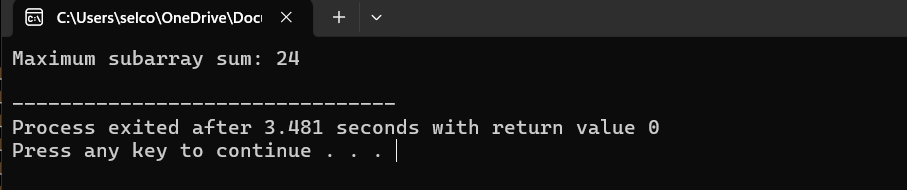 C:\Users\selco\OneDrive\Doc
Maximum subarray sum: 24
--------------------------------
Process exited after 3.481 seconds with return value 0
Press any key to continue . . .